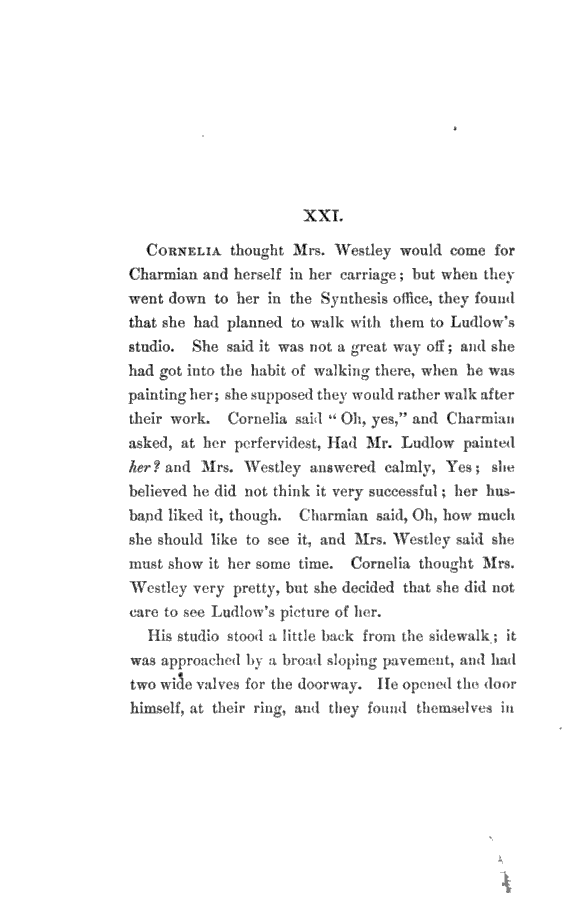 XXI.
CORNELIA thought Mrs. Westley would come for
Charmian and herself in her carriage; but when they
went down to her in the Synthesis office, they found
that she had planned to walk with them to Ludlow's
studio. She said it was not a great way off; and she
had got into the habit of walking there, when he was
painting her; she supposed they would rather walk after
their work. Cornelia said "Oh, yes," and Charmian
asked, at her perfervidest, Had Mr. Ludlow painted
her? and Mrs. Westley answered calmly, Yes; she
believed he did not think it very successful; her hus-
band liked it, though. Charmian said, Oh, how much
she should like to see it, and Mrs. Westley said she
must show it her some time. Cornelia thought Mrs.
Westley very pretty, but she decided that she did not
care to see Ludlow's picture of her.
His studio stood a little back from the sidewalk; it
was approached by a broad sloping pavement, and had
two wide valves for the doorway. He opened the door
himself, at their ring, and they found themselves in